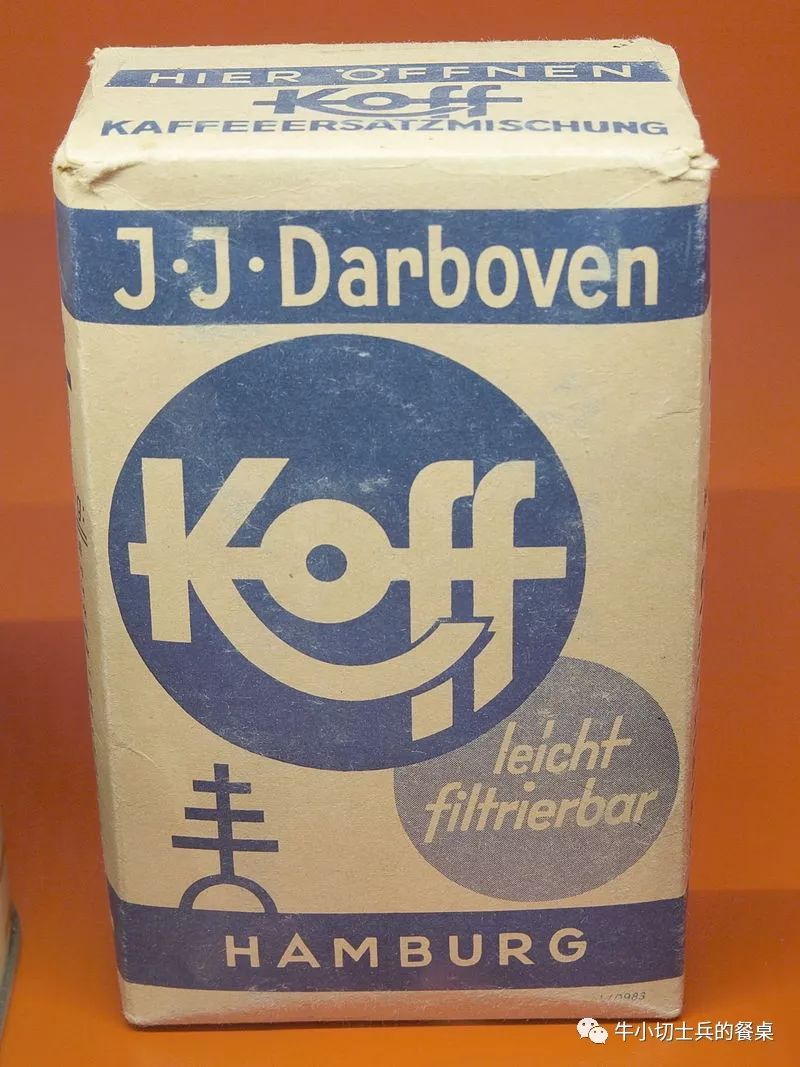 HIER ÖFFNEN
Koff
KAFFEEERSATZMISCHUNG
J·J·Darboven
Koff
leicht
filtrierbar
HAMBURG
牛小切士兵的餐桌